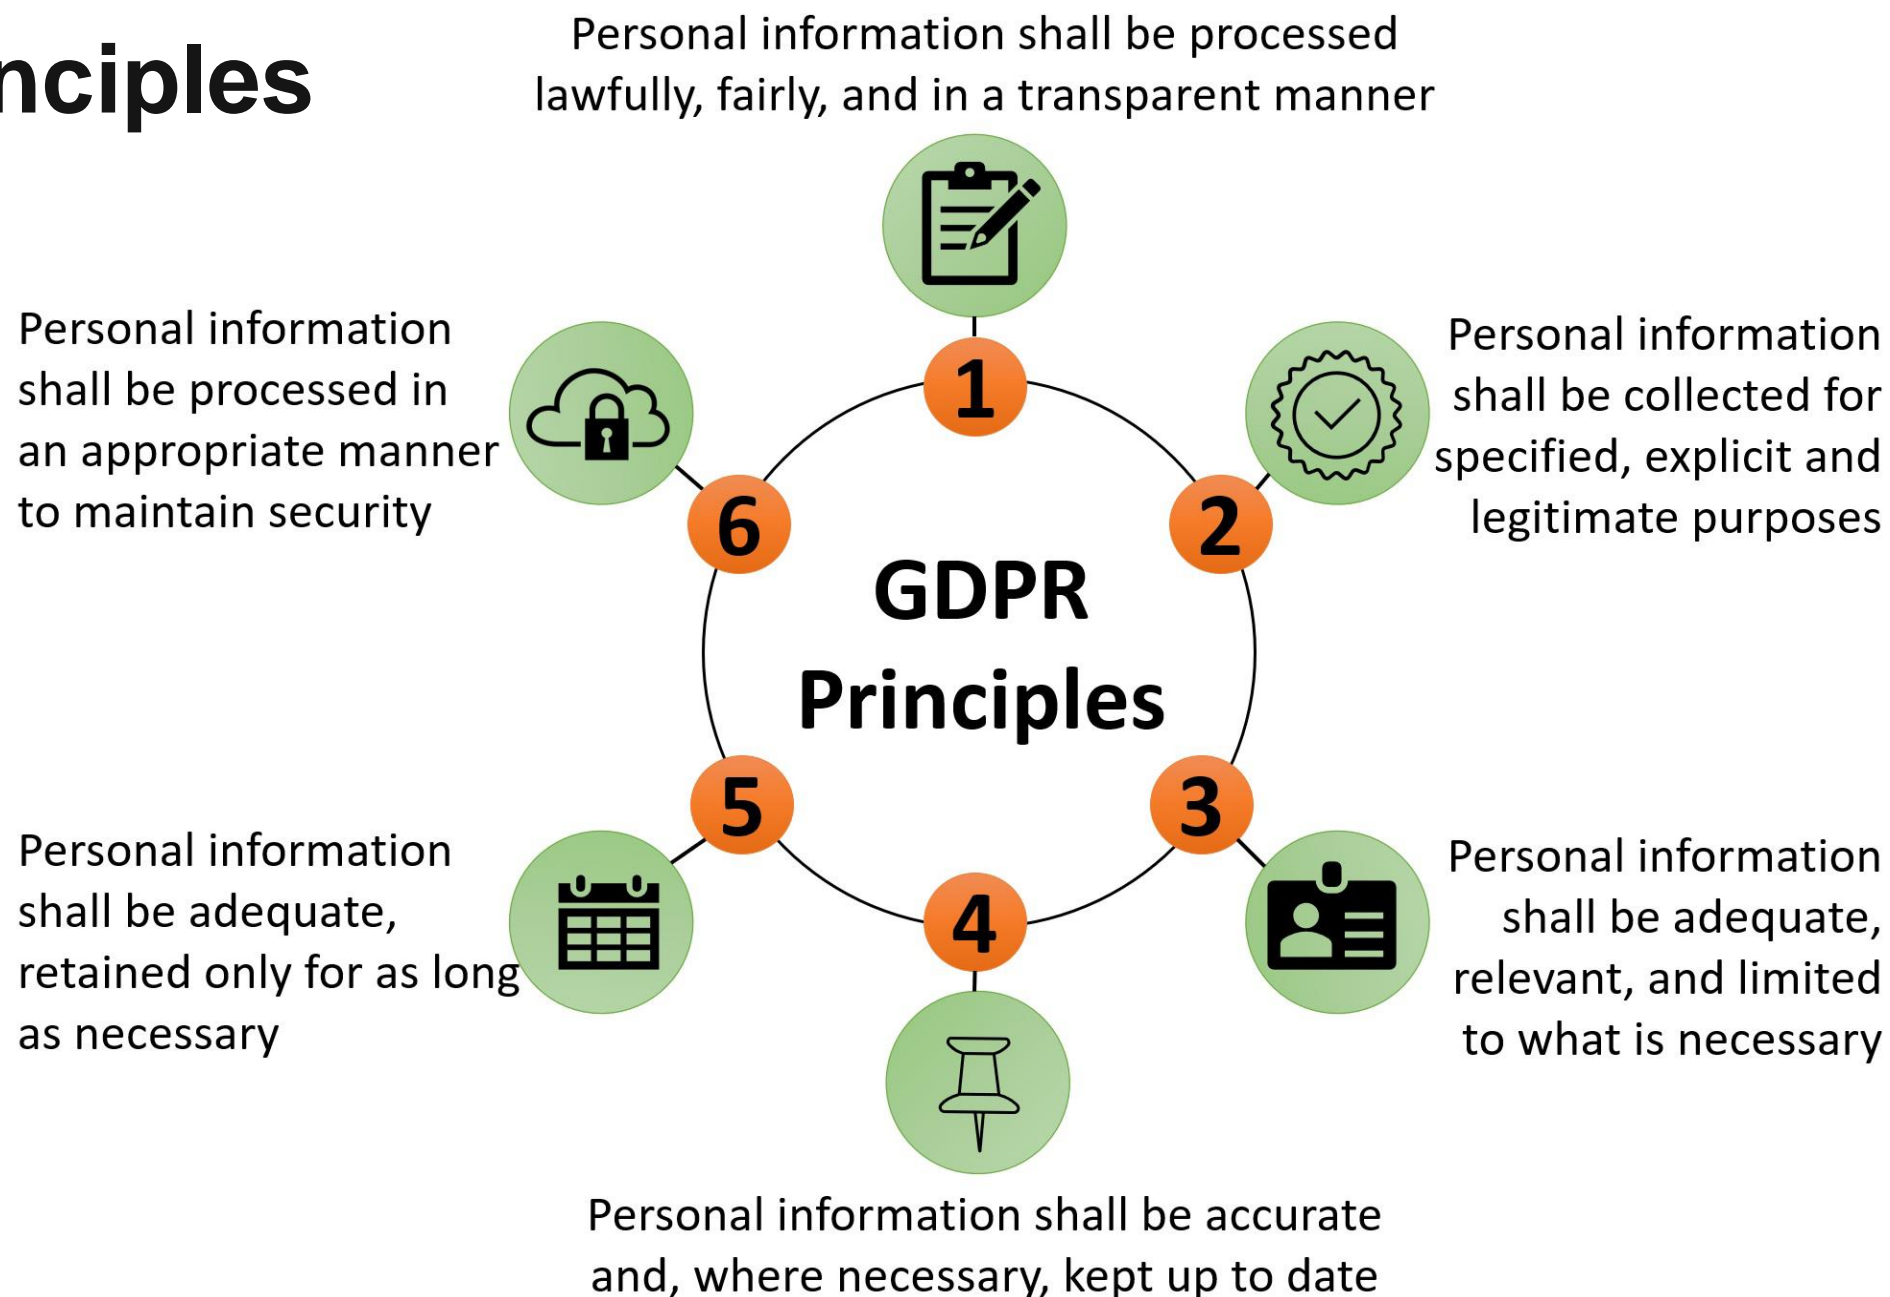 nciples
Personal information shall be processed
lawfully, fairly, and in a transparent manner
1
Personal information
shall be collected for
specified, explicit and
legitimate purposes
2
Personal information
shall be adequate,
relevant, and limited
to what is necessary
3
Personal information shall be accurate
and, where necessary, kept up to date
4
Personal information
shall be adequate,
retained only for as long
as necessary
5
Personal information
shall be processed in
an appropriate manner
to maintain security
6
GDPR
Principles